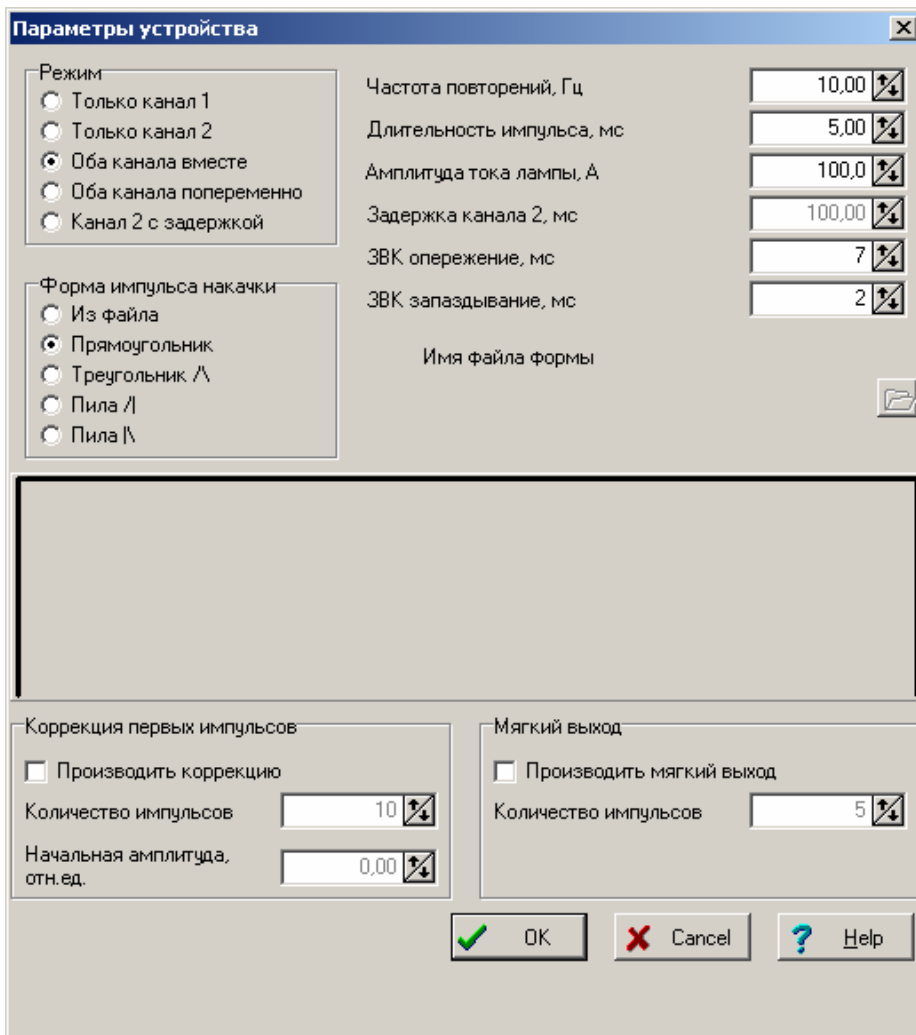 Параметры устройства
Режим
Только канал 1
Только канал 2
Оба канала вместе
Оба канала попеременно
Канал 2 с задержкой
Частота повторений, Гц 10,00
Длительность импульса, мс 5,00
Амплитуда тока лампы, А 100,0
Задержка канала 2, мс 100,00
ЗВК опережение, мс 7
ЗВК запаздывание, мс 2
Форма импульса накачки
Из файла
Прямоугольник
Треугольник /\
Пила /|
Пила |\
Имя файла формы
Коррекция первых импульсов
Производить коррекцию
Количество импульсов 10
Начальная амплитуда,
отн.ед. 0,00
Мягкий выход
Производить мягкий выход
Количество импульсов 5
OK
Cancel
Help